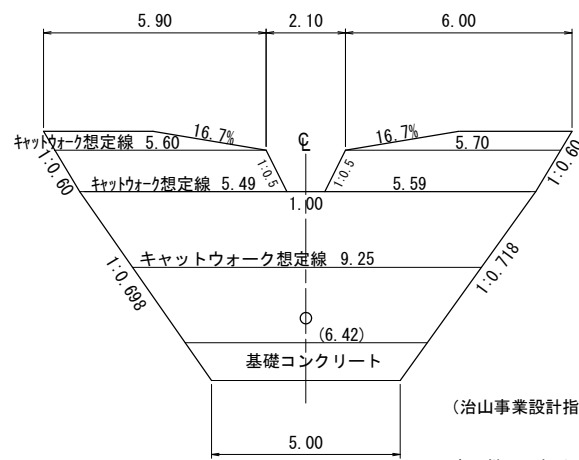 5.90 2.10 6.00
16.7% ℄ 16.7%
ｷｬｯﾄｳｫｰｸ想定線 5.60 5.70
1:0.60 1:0.5 1:0.5 1:0.60
ｷｬｯﾄｳｫｰｸ想定線 5.49 5.59
1.00
キャットウォーク想定線 9.25
1:0.698 1:0.718
(6.42)
基礎コンクリート
(治山事業設計指
5.00